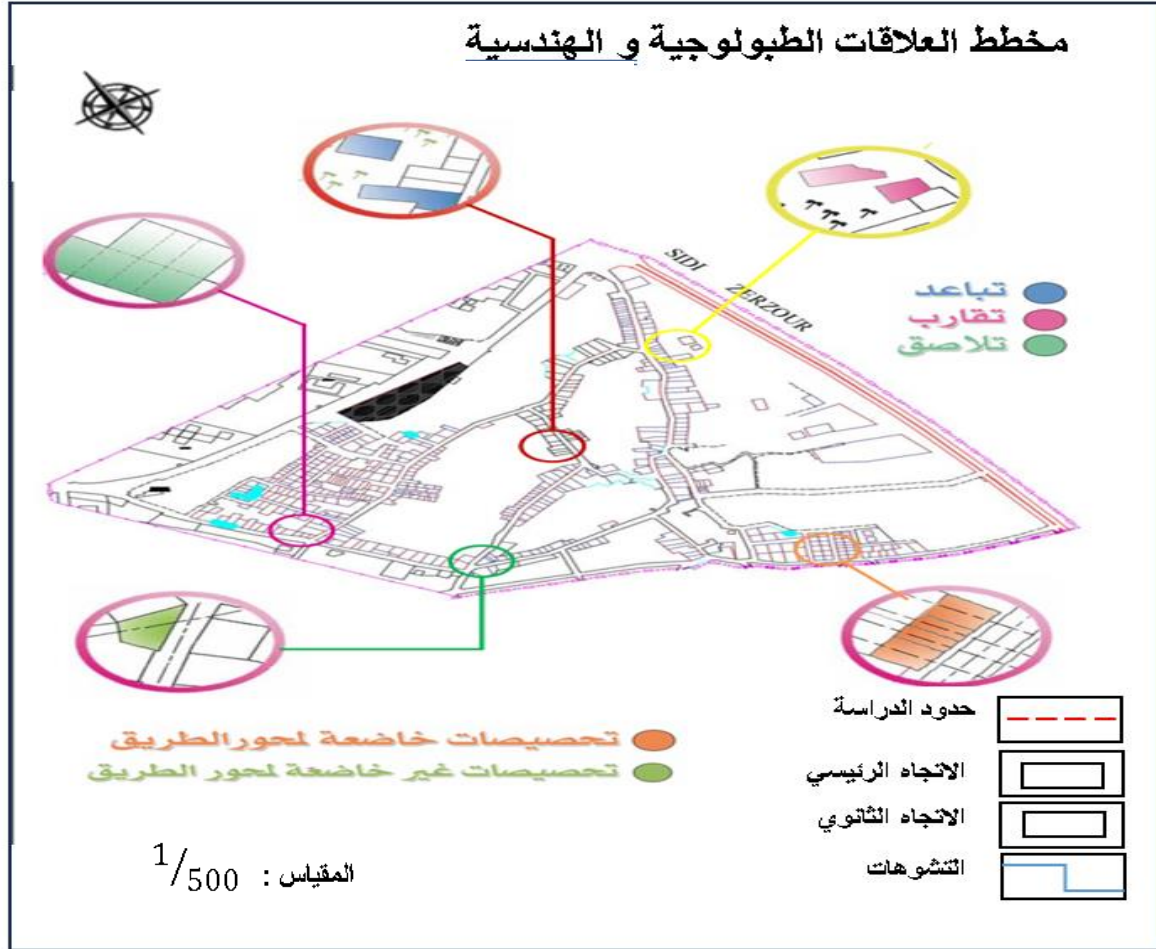 مخطط العلاقات الطبولوجية و الهندسية
SIDI ZERZOUR
تباعد
تقارب
تلاصق
تحصيصات خاضعة لمحور الطريق
تحصيصات غير خاضعة لمحور الطريق
حدود الدراسة
الاتجاه الرئيسي
الاتجاه الثانوي
التشوهات
المقياس : 1/500